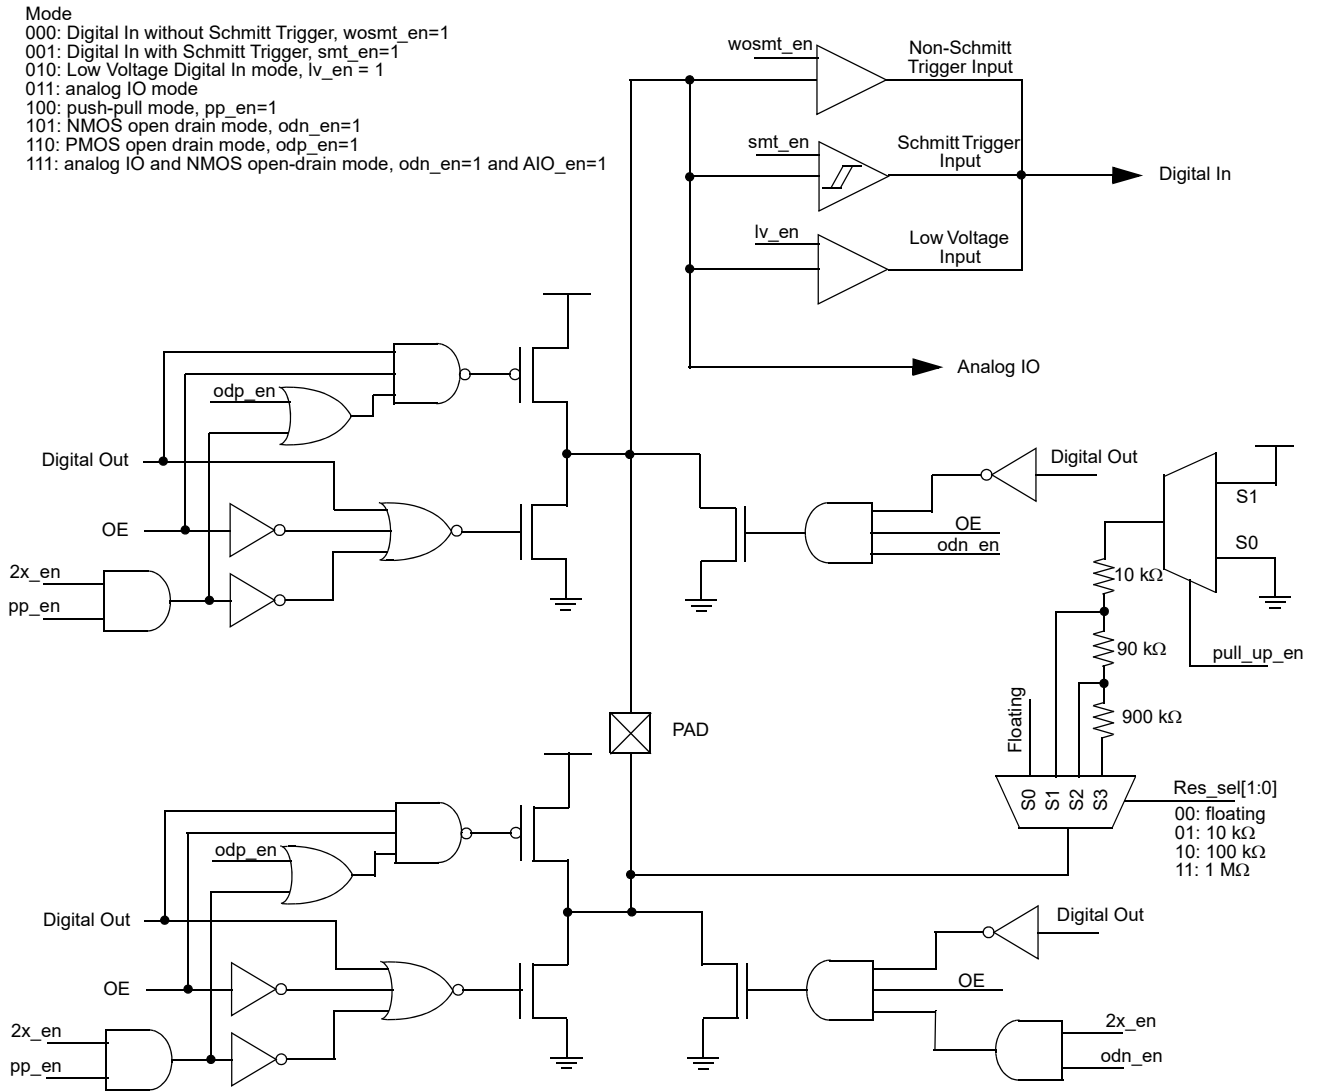 Mode
000: Digital In without Schmitt Trigger, wosmt_en=1
001: Digital In with Schmitt Trigger, smt_en=1
010: Low Voltage Digital In mode, lv_en = 1
011: analog IO mode
100: push-pull mode, pp_en=1
101: NMOS open drain mode, odn_en=1
110: PMOS open drain mode, odp_en=1
111: analog IO and NMOS open-drain mode, odn_en=1 and AIO_en=1
wosmt_en
Non-Schmitt
Trigger Input
smt_en
Schmitt Trigger
Input
Digital In
lv_en
Low Voltage
Input
Analog IO
odp_en
Digital Out
OE
2x_en
pp_en
Digital Out
OE
odn_en
S1
S0
10 kΩ
90 kΩ
pull_up_en
900 kΩ
Floating
PAD
S0
S1
S2
S3
Res_sel[1:0]
00: floating
01: 10 kΩ
10: 100 kΩ
11: 1 MΩ
odp_en
Digital Out
OE
2x_en
pp_en
Digital Out
OE
2x_en
odn_en